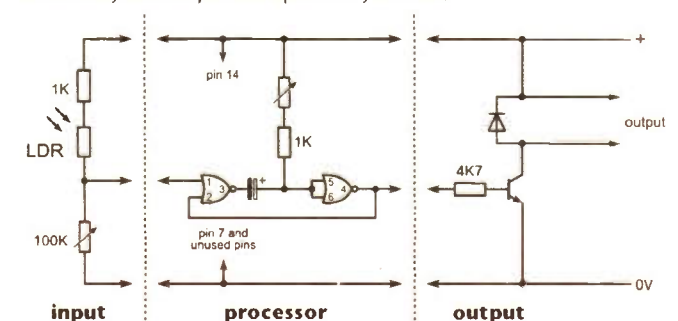 +
pin 14
1K
LDR
1K
output
4K7
1
2
3
+
5
6
4
100K
pin 7 and
unused pins
0V
input
processor
output